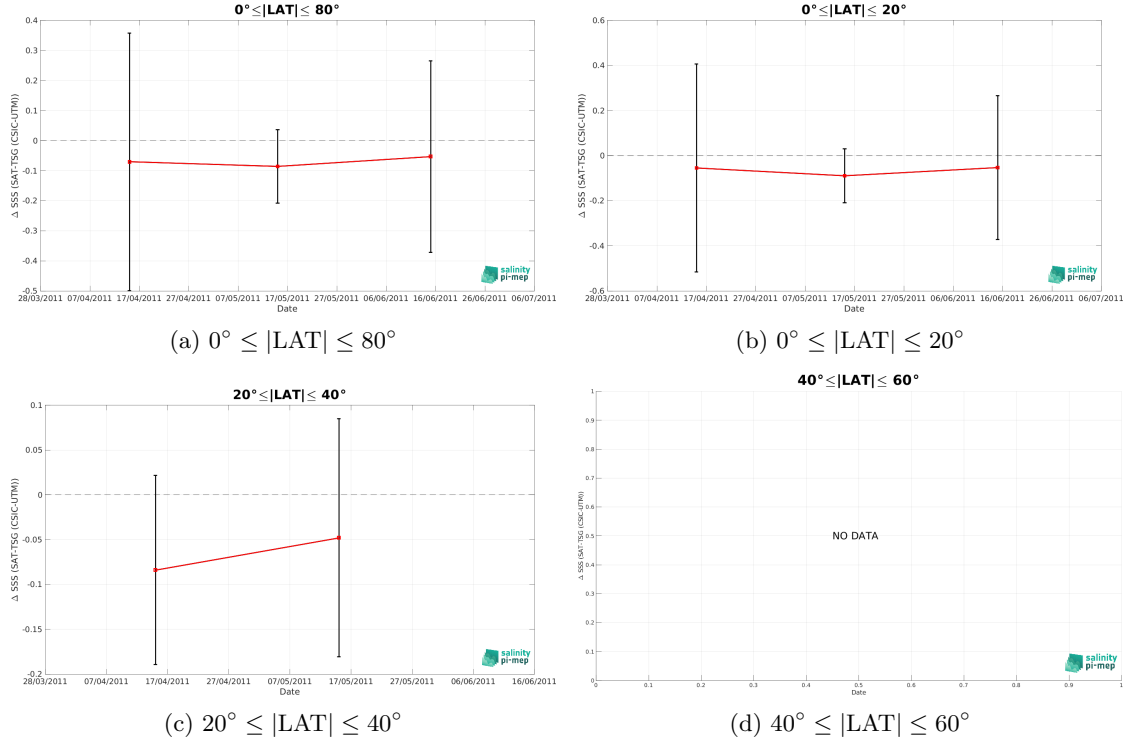 0°≤|LAT|≤ 80°
0.4
0.3
0.2
0.1
0
-0.1
-0.2
-0.3
-0.4
-0.5
Δ SSS (SAT-TSG (CSIC-UTM))
28/03/2011 07/04/2011 17/04/2011 27/04/2011 07/05/2011 17/05/2011 27/05/2011 06/06/2011 16/06/2011 26/06/2011 06/07/2011
Date
salinity
pi-mep
(a) 0° ≤ |LAT| ≤ 80°
0°≤|LAT|≤ 20°
0.6
0.4
0.2
0
-0.2
-0.4
-0.6
Δ SSS (SAT-TSG (CSIC-UTM))
28/03/2011 07/04/2011 17/04/2011 27/04/2011 07/05/2011 17/05/2011 27/05/2011 06/06/2011 16/06/2011 26/06/2011 06/07/2011
Date
salinity
pi-mep
(b) 0° ≤ |LAT| ≤ 20°
20°≤|LAT|≤ 40°
0.1
0.05
0
-0.05
-0.1
-0.15
-0.2
Δ SSS (SAT-TSG (CSIC-UTM))
28/03/2011 07/04/2011 17/04/2011 27/04/2011 07/05/2011 17/05/2011 27/05/2011 06/06/2011 16/06/2011
Date
salinity
pi-mep
(c) 20° ≤ |LAT| ≤ 40°
40°≤|LAT|≤ 60°
1
0.9
0.8
0.7
0.6
0.5
0.4
0.3
0.2
0.1
0
Δ SSS (SAT-TSG (CSIC-UTM))
NO DATA
0 0.1 0.2 0.3 0.4 0.5 0.6 0.7 0.8 0.9 1
Date
salinity
pi-mep
(d) 40° ≤ |LAT| ≤ 60°